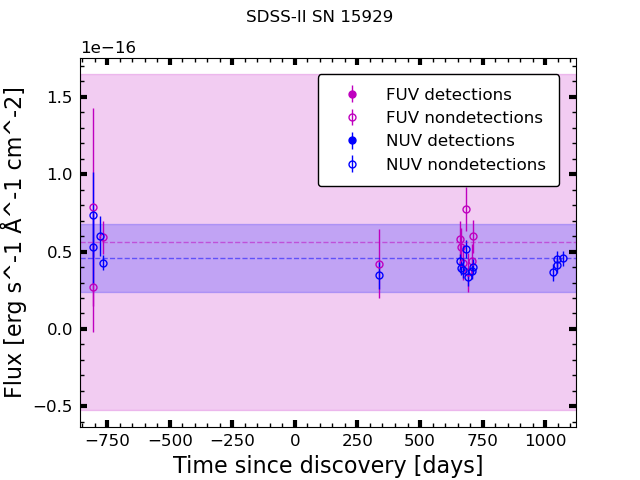 SDSS-II SN 15929
1e−16
FUV detections
FUV nondetections
NUV detections
NUV nondetections
1.5
1.0
0.5
0.0
−0.5
Flux [erg s^-1 Å^-1 cm^-2]
−750 −500 −250 0 250 500 750 1000
Time since discovery [days]